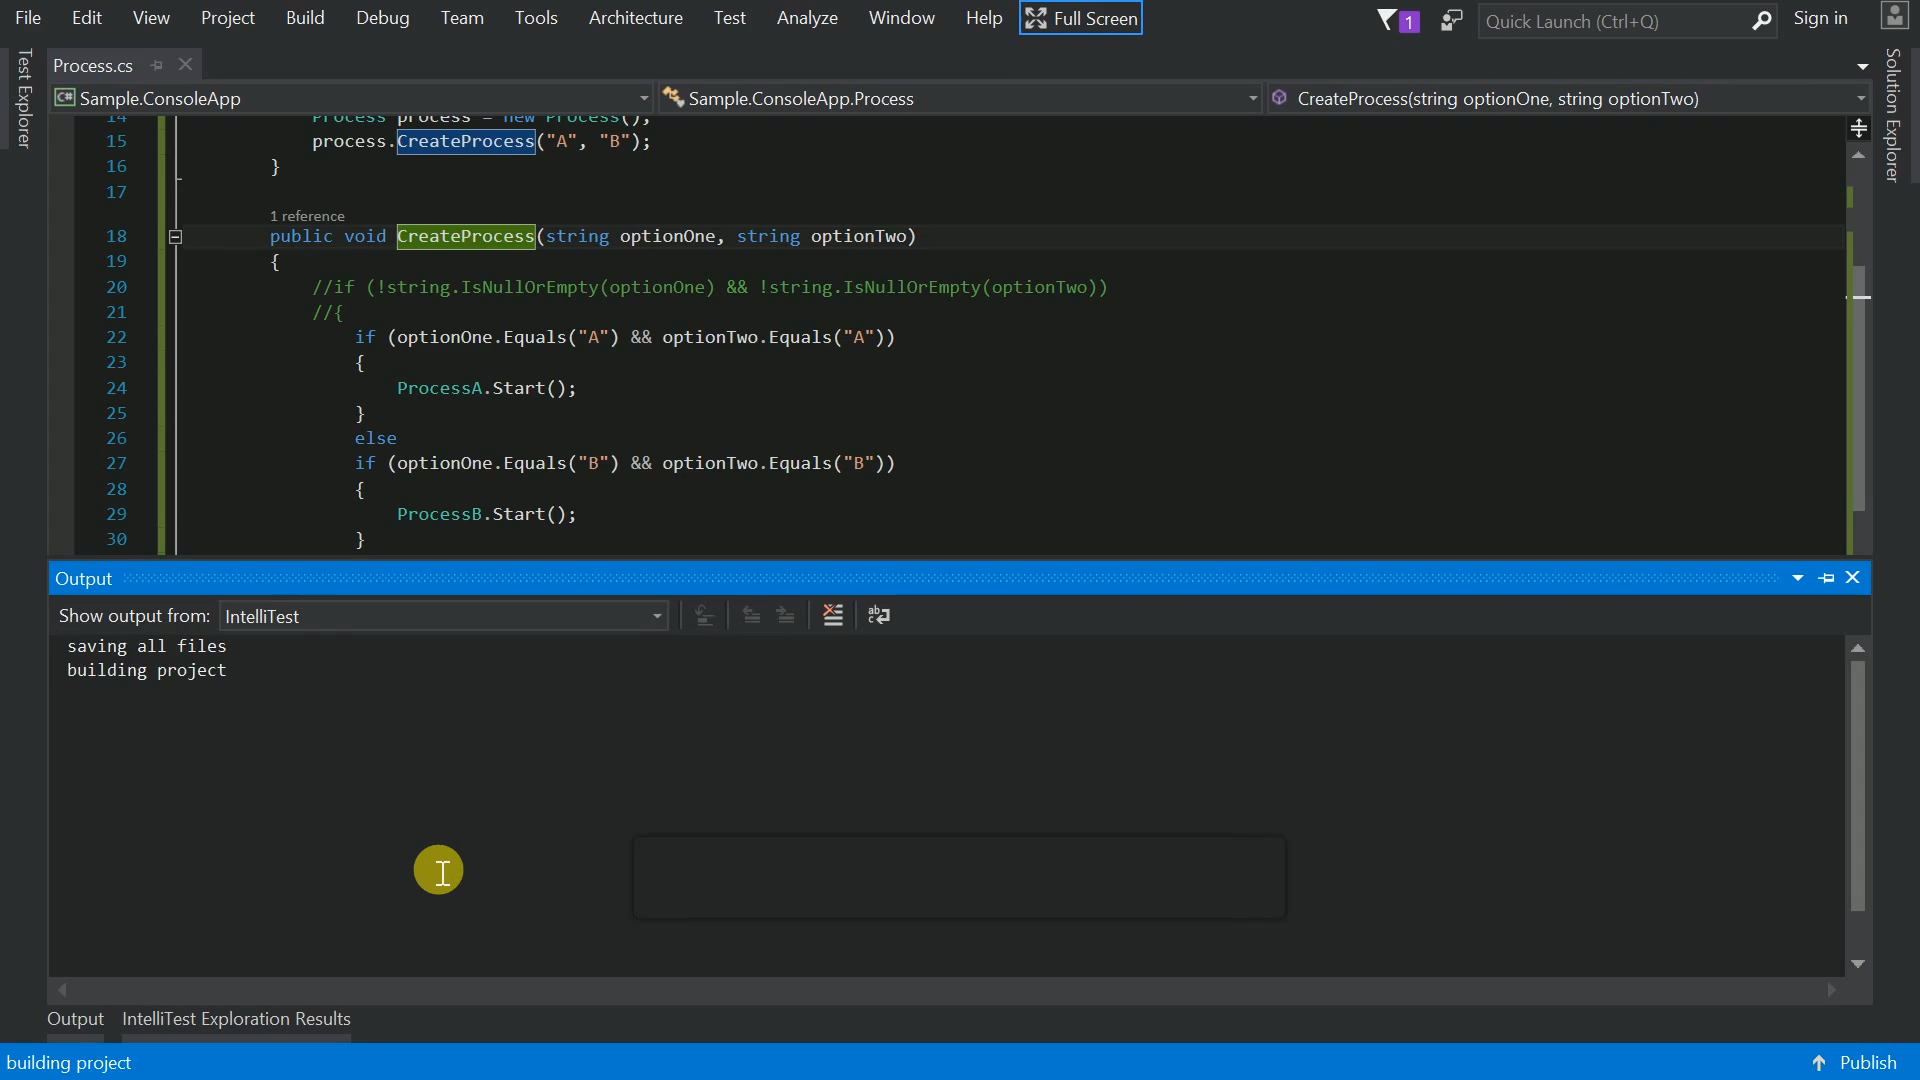 File Edit View Project Build Debug Team Tools Architecture Test Analyze Window Help Full Screen 1 Quick Launch (Ctrl+Q) Sign in
Test Explorer
Process.cs
Solution Explorer
C# Sample.ConsoleApp Sample.ConsoleApp.Process CreateProcess(string optionOne, string optionTwo)
14 Process process = new Process();
15 process.CreateProcess("A", "B");
16 }
17
1 reference
18 public void CreateProcess(string optionOne, string optionTwo)
19 {
20 //if (!string.IsNullOrEmpty(optionOne) && !string.IsNullOrEmpty(optionTwo))
21 //{
22 if (optionOne.Equals("A") && optionTwo.Equals("A"))
23 {
24 ProcessA.Start();
25 }
26 else
27 if (optionOne.Equals("B") && optionTwo.Equals("B"))
28 {
29 ProcessB.Start();
30 }
Output
Show output from: IntelliTest
saving all files
building project
Output IntelliTest Exploration Results
building project Publish